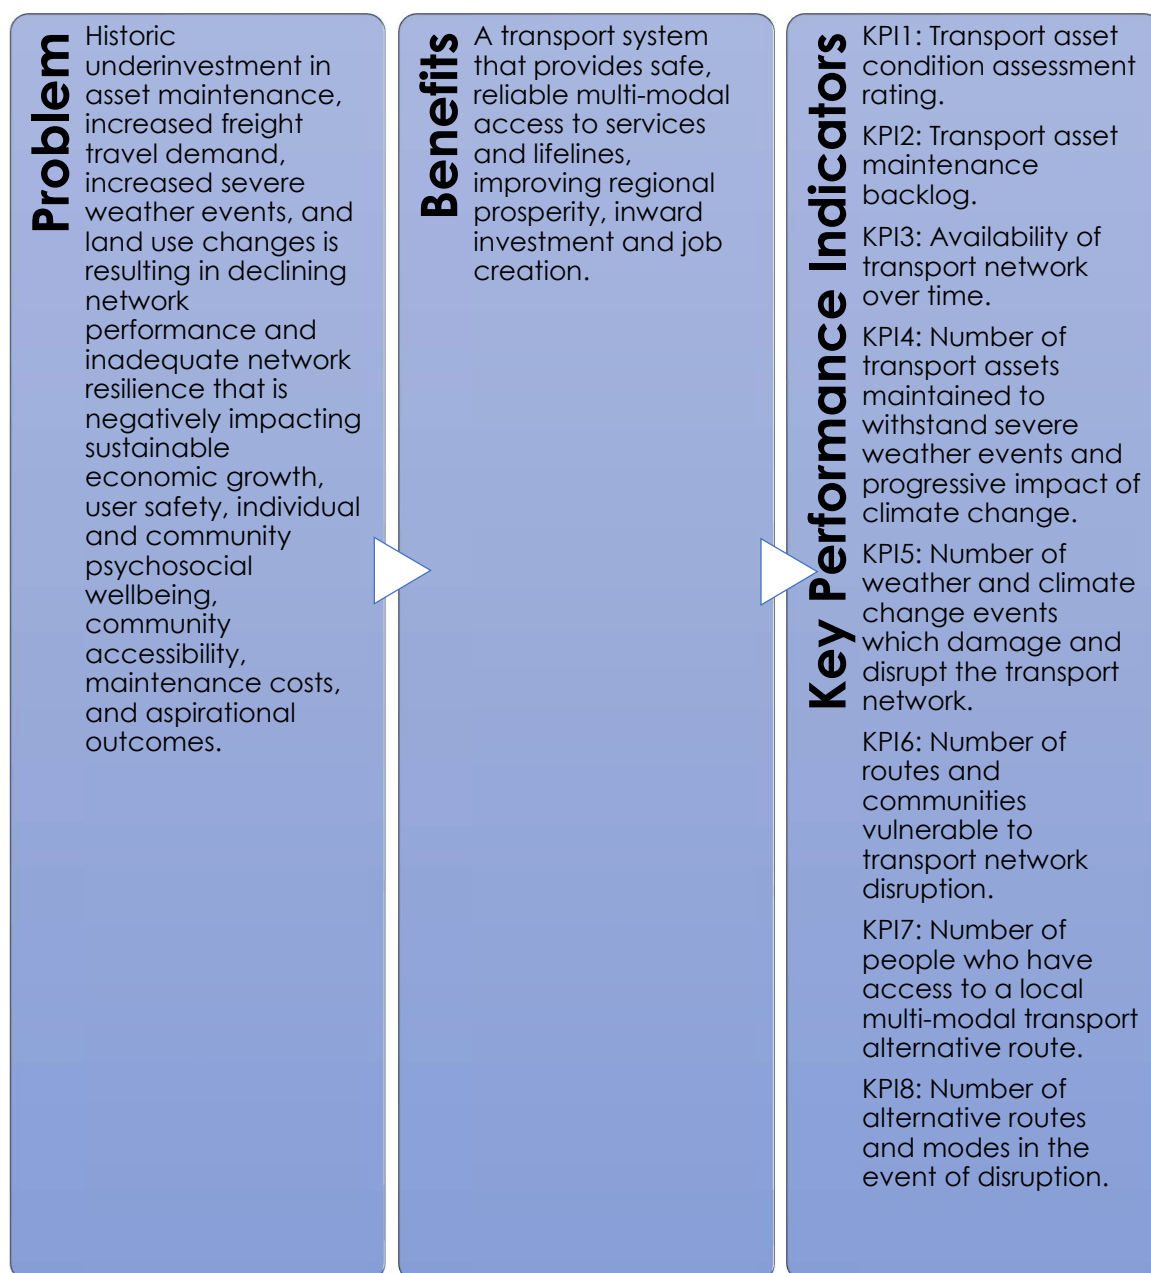 Problem
Historic
underinvestment in
asset maintenance,
increased freight
travel demand,
increased severe
weather events, and
land use changes is
resulting in declining
network
performance and
inadequate network
resilience that is
negatively impacting
sustainable
economic growth,
user safety, individual
and community
psychosocial
wellbeing,
community
accessibility,
maintenance costs,
and aspirational
outcomes.
Benefits
A transport system
that provides safe,
reliable multi-modal
access to services
and lifelines,
improving regional
prosperity, inward
investment and job
creation.
Key Performance Indicators
KPI1: Transport asset
condition assessment
rating.
KPI2: Transport asset
maintenance
backlog.
KPI3: Availability of
transport network
over time.
KPI4: Number of
transport assets
maintained to
withstand severe
weather events and
progressive impact of
climate change.
KPI5: Number of
weather and climate
change events
which damage and
disrupt the transport
network.
KPI6: Number of
routes and
communities
vulnerable to
transport network
disruption.
KPI7: Number of
people who have
access to a local
multi-modal transport
alternative route.
KPI8: Number of
alternative routes
and modes in the
event of disruption.